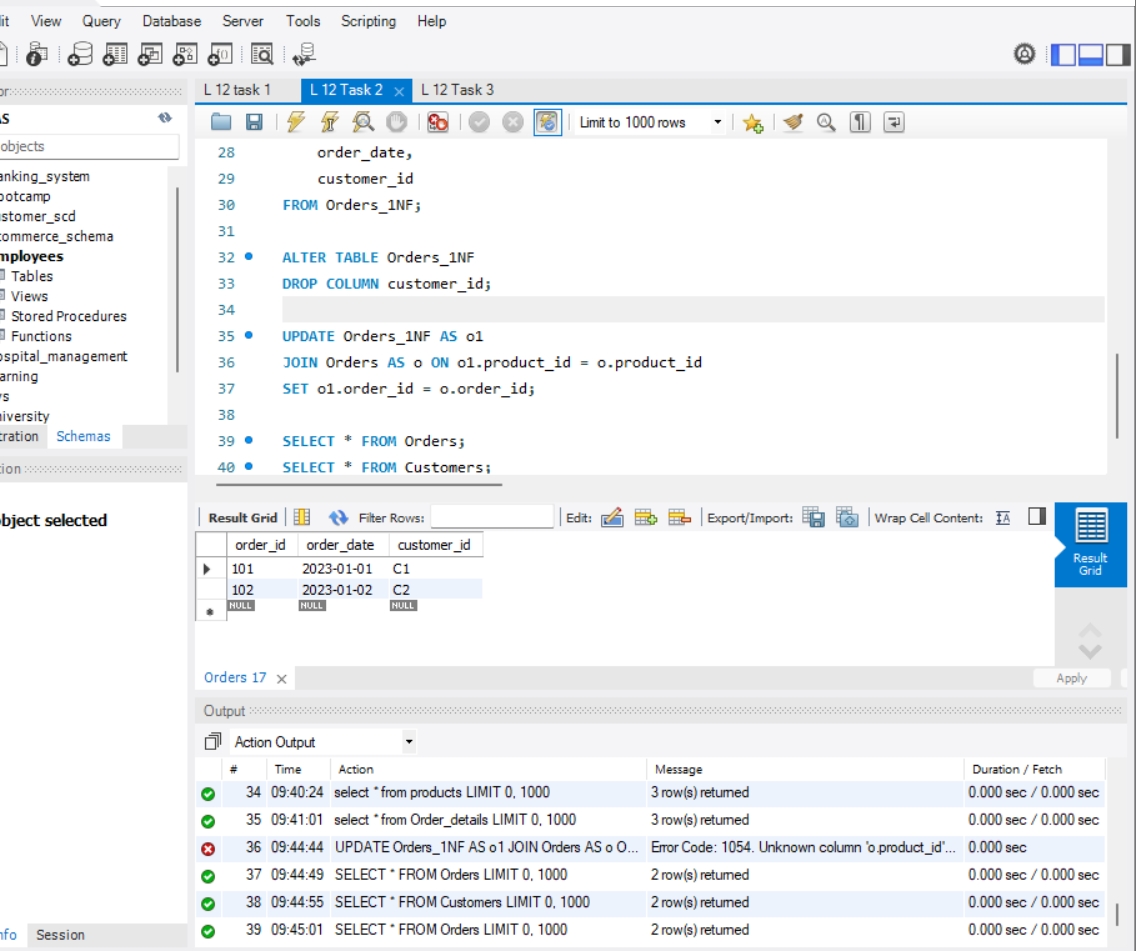 it View Query Database Server Tools Scripting Help
or
AS
objects
anking_system
ootcamp
ustomer_scd
commerce_schema
mployees
Tables
Views
Stored Procedures
Functions
ospital_management
arning
ys
niversity
tration Schemas
tion
object selected
nfo Session
L 12 task 1 L 12 Task 2 L 12 Task 3
Limit to 1000 rows
28 order_date,
29 customer_id
30 FROM Orders_1NF;
31
32 ALTER TABLE Orders_1NF
33 DROP COLUMN customer_id;
34
35 UPDATE Orders_1NF AS o1
36 JOIN Orders AS o ON o1.product_id = o.product_id
37 SET o1.order_id = o.order_id;
38
39 SELECT * FROM Orders;
40 SELECT * FROM Customers;
Result Grid Filter Rows: Edit: Export/Import: Wrap Cell Content:
order_id order_date customer_id
101 2023-01-01 C1
102 2023-01-02 C2
NULL NULL NULL
Result
Grid
Orders 17 Apply
Output
Action Output
# Time Action Message Duration / Fetch
34 09:40:24 select * from products LIMIT 0, 1000 3 row(s) returned 0.000 sec / 0.000 sec
35 09:41:01 select * from Order_details LIMIT 0, 1000 3 row(s) returned 0.000 sec / 0.000 sec
36 09:44:44 UPDATE Orders_1NF AS o1 JOIN Orders AS o O... Error Code: 1054. Unknown column 'o.product_id'... 0.000 sec
37 09:44:49 SELECT * FROM Orders LIMIT 0, 1000 2 row(s) returned 0.000 sec / 0.000 sec
38 09:44:55 SELECT * FROM Customers LIMIT 0, 1000 2 row(s) returned 0.000 sec / 0.000 sec
39 09:45:01 SELECT * FROM Orders LIMIT 0, 1000 2 row(s) returned 0.000 sec / 0.000 sec